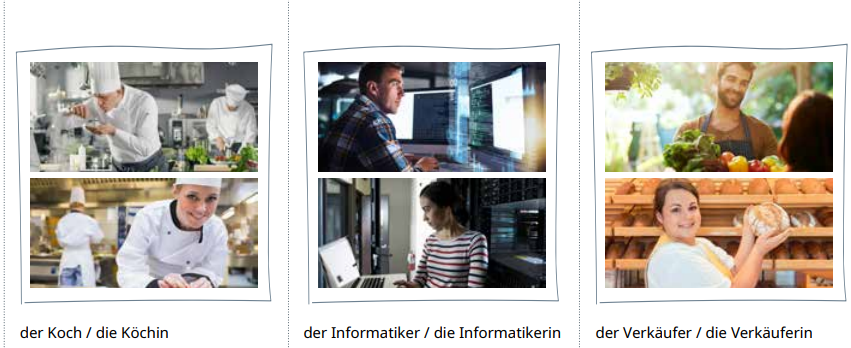 der Koch / die Köchin
der Informatiker / die Informatikerin
der Verkäufer / die Verkäuferin